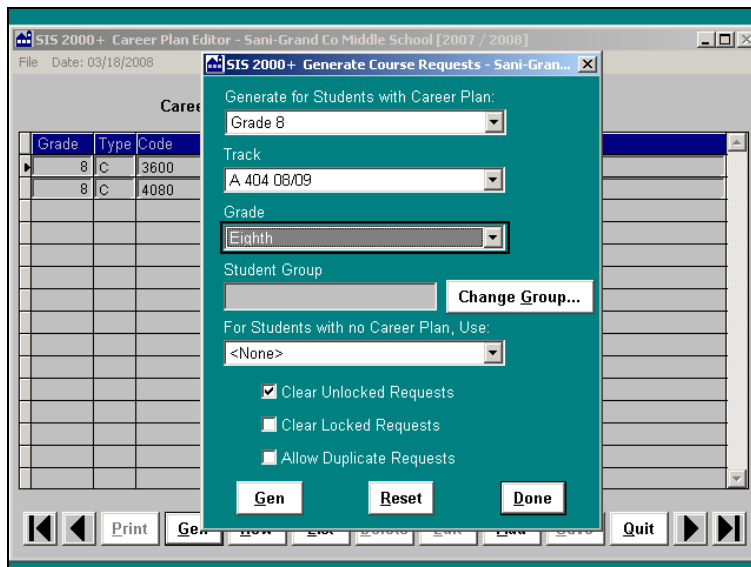 SIS 2000+ Career Plan Editor - Sani-Grand Co Middle School [2007 / 2008]
File Date: 03/18/2008
SIS 2000+ Generate Course Requests - Sani-Gran...
Generate for Students with Career Plan:
Grade 8
Track
A 404 08/09
Grade
Eighth
Student Group
Change Group...
For Students with no Career Plan, Use:
<None>
Clear Unlocked Requests
Clear Locked Requests
Allow Duplicate Requests
Gen Reset Done
Grade Type Code
8 C 3600
8 C 4080
Print Quit